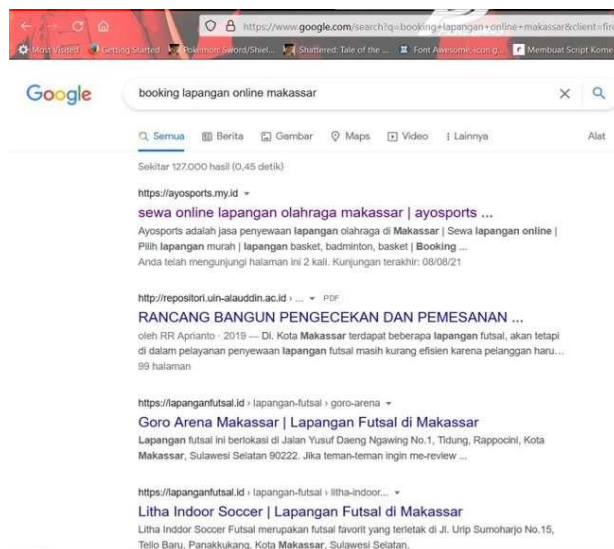 https://www.google.com/search?q=booking+lapangan+online+makassar&client=fire
Most Visited Getting Started Pokemon Sword/Shiel... Shattered: Tale of the ... Font Awesome, icon g... Membuat Script Kome
Google
booking lapangan online makassar
Semua Berita Gambar Maps Video Lainnya Alat
Sekitar 127.000 hasil (0,45 detik)
https://ayosports.my.id
sewa online lapangan olahraga makassar | ayosports ...
Ayosports adalah jasa penyewaan lapangan olahraga di Makassar | Sewa lapangan online |
Pilih lapangan murah | lapangan basket, badminton, basket | Booking ...
Anda telah mengunjungi halaman ini 2 kali. Kunjungan terakhir: 08/08/21
http://repositori.uin-alauddin.ac.id › ... PDF
RANCANG BANGUN PENGECEKAN DAN PEMESANAN ...
oleh RR Aprianto · 2019 — Di. Kota Makassar terdapat beberapa lapangan futsal, akan tetapi
di dalam pelayanan penyewaan lapangan futsal masih kurang efisien karena pelanggan haru...
99 halaman
https://lapanganfutsal.id › lapangan-futsal › goro-arena
Goro Arena Makassar | Lapangan Futsal di Makassar
Lapangan futsal ini berlokasi di Jalan Yusuf Daeng Ngawing No.1, Tidung, Rappocini, Kota
Makassar, Sulawesi Selatan 90222. Jika teman-teman ingin me-review ...
https://lapanganfutsal.id › lapangan-futsal › litha-indoor...
Litha Indoor Soccer | Lapangan Futsal di Makassar
Litha Inddor Soccer Futsal merupakan futsal favorit yang terletak di Jl. Urip Sumoharjo No.15,
Tello Baru, Panakkukang, Kota Makassar, Sulawesi Selatan.